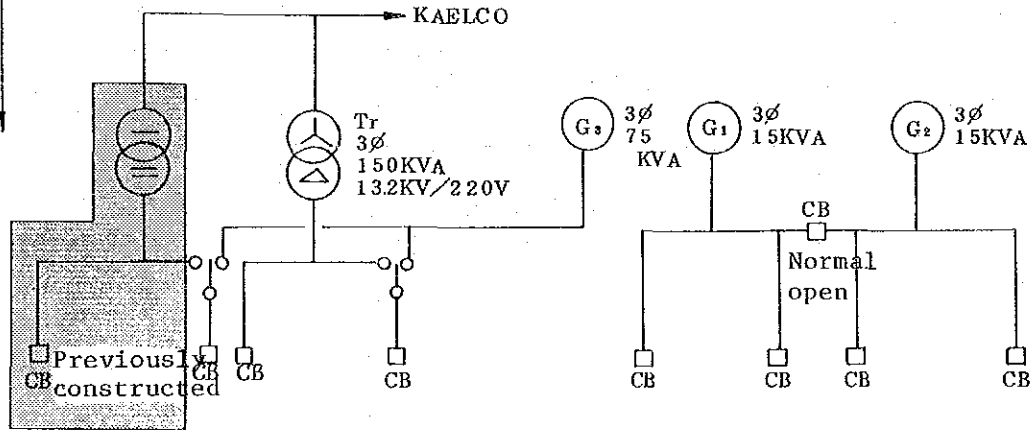 KAELCO
Tr
3Ø
150KVA
13.2KV/220V
G3
3Ø
75
KVA
G1
3Ø
15KVA
G2
3Ø
15KVA
CB
Normal
open
Previously
constructed
CB
CB
CB
CB
CB
CB
CB
CB